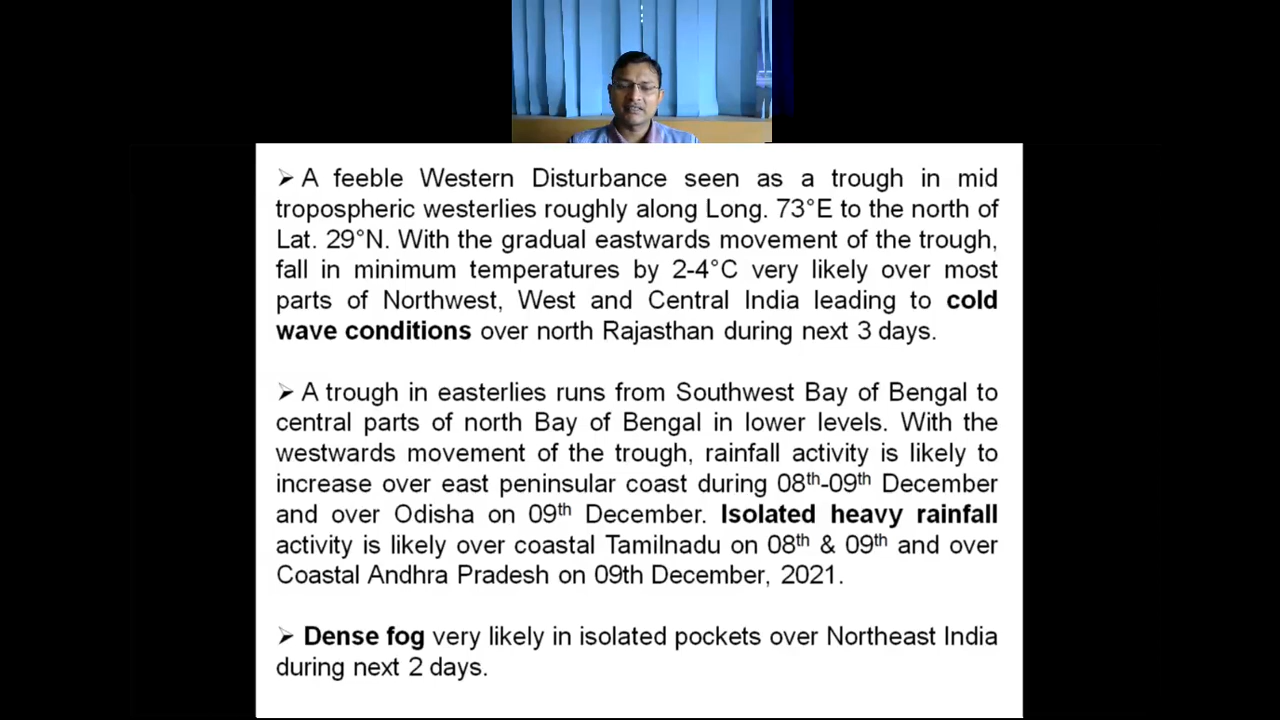 ➢ A feeble Western Disturbance seen as a trough in mid
tropospheric westerlies roughly along Long. 73°E to the north of
Lat. 29°N. With the gradual eastwards movement of the trough,
fall in minimum temperatures by 2-4°C very likely over most
parts of Northwest, West and Central India leading to cold
wave conditions over north Rajasthan during next 3 days.
➢ A trough in easterlies runs from Southwest Bay of Bengal to
central parts of north Bay of Bengal in lower levels. With the
westwards movement of the trough, rainfall activity is likely to
increase over east peninsular coast during 08th-09th December
and over Odisha on 09th December. Isolated heavy rainfall
activity is likely over coastal Tamilnadu on 08th & 09th and over
Coastal Andhra Pradesh on 09th December, 2021.
➢ Dense fog very likely in isolated pockets over Northeast India
during next 2 days.